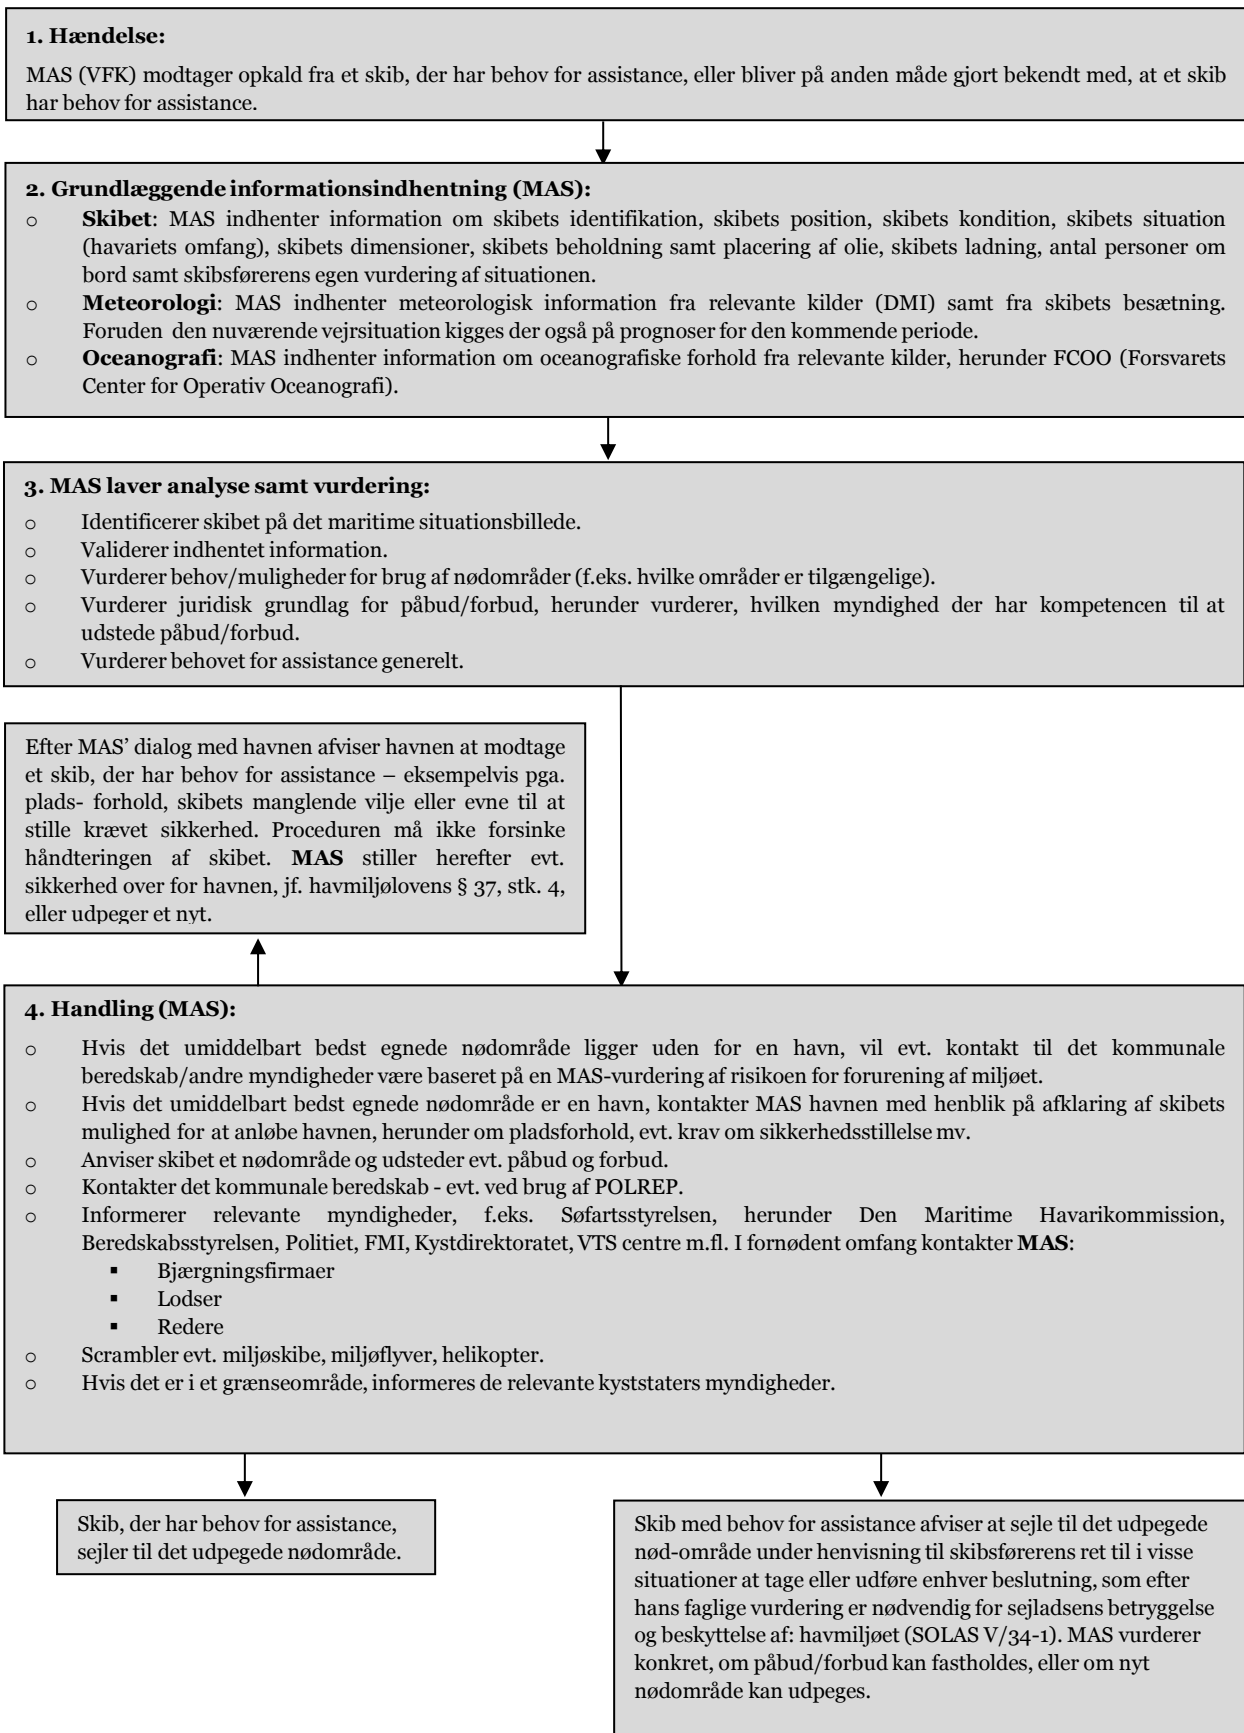 1. Hændelse:
MAS (VFK) modtager opkald fra et skib, der har behov for assistance, eller bliver på anden måde gjort bekendt med, at et skib
har behov for assistance.
2. Grundlæggende informationsindhentning (MAS):
o Skibet: MAS indhenter information om skibets identifikation, skibets position, skibets kondition, skibets situation
(havariets omfang), skibets dimensioner, skibets beholdning samt placering af olie, skibets ladning, antal personer om
bord samt skibsførerens egen vurdering af situationen.
o Meteorologi: MAS indhenter meteorologisk information fra relevante kilder (DMI) samt fra skibets besætning.
Foruden den nuværende vejrsituation kigges der også på prognoser for den kommende periode.
o Oceanografi: MAS indhenter information om oceanografiske forhold fra relevante kilder, herunder FCOO (Forsvarets
Center for Operativ Oceanografi).
3. MAS laver analyse samt vurdering:
o Identificerer skibet på det maritime situationsbillede.
o Validerer indhentet information.
o Vurderer behov/muligheder for brug af nødområder (f.eks. hvilke områder er tilgængelige).
o Vurderer juridisk grundlag for påbud/forbud, herunder vurderer, hvilken myndighed der har kompetencen til at
udstede påbud/forbud.
o Vurderer behovet for assistance generelt.
Efter MAS’ dialog med havnen afviser havnen at modtage
et skib, der har behov for assistance – eksempelvis pga.
plads- forhold, skibets manglende vilje eller evne til at
stille krævet sikkerhed. Proceduren må ikke forsinke
håndteringen af skibet. MAS stiller herefter evt.
sikkerhed over for havnen, jf. havmiljølovens § 37, stk. 4,
eller udpeger et nyt.
4. Handling (MAS):
o Hvis det umiddelbart bedst egnede nødområde ligger uden for en havn, vil evt. kontakt til det kommunale
beredskab/andre myndigheder være baseret på en MAS-vurdering af risikoen for forurening af miljøet.
o Hvis det umiddelbart bedst egnede nødområde er en havn, kontakter MAS havnen med henblik på afklaring af skibets
mulighed for at anløbe havnen, herunder om pladsforhold, evt. krav om sikkerhedsstillelse mv.
o Anviser skibet et nødområde og udsteder evt. påbud og forbud.
o Kontakter det kommunale beredskab - evt. ved brug af POLREP.
o Informerer relevante myndigheder, f.eks. Søfartsstyrelsen, herunder Den Maritime Havarikommission,
Beredskabsstyrelsen, Politiet, FMI, Kystdirektoratet, VTS centre m.fl. I fornødent omfang kontakter MAS:
▪ Bjærgningsfirmaer
▪ Lodser
▪ Redere
o Scrambler evt. miljøskibe, miljøflyver, helikopter.
o Hvis det er i et grænseområde, informeres de relevante kyststaters myndigheder.
Skib, der har behov for assistance,
sejler til det udpegede nødområde.
Skib med behov for assistance afviser at sejle til det udpegede
nød-område under henvisning til skibsførerens ret til i visse
situationer at tage eller udføre enhver beslutning, som efter
hans faglige vurdering er nødvendig for sejladsens betryggelse
og beskyttelse af: havmiljøet (SOLAS V/34-1). MAS vurderer
konkret, om påbud/forbud kan fastholdes, eller om nyt
nødområde kan udpeges.